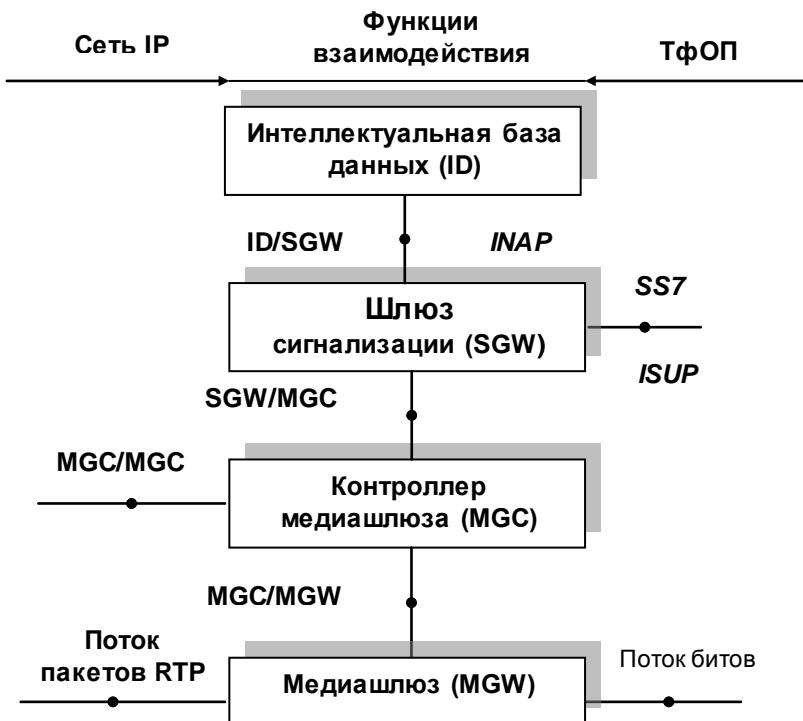 Сеть IP
Функции
взаимодействия
ТфОП
Интеллектуальная база
данных (ID)
ID/SGW
INAP
Шлюз
сигнализации (SGW)
SS7
ISUP
SGW/MGC
MGC/MGC
Контроллер
медиашлюза (MGC)
MGC/MGW
Поток
пакетов RTP
Медиашлюз (MGW)
Поток битов